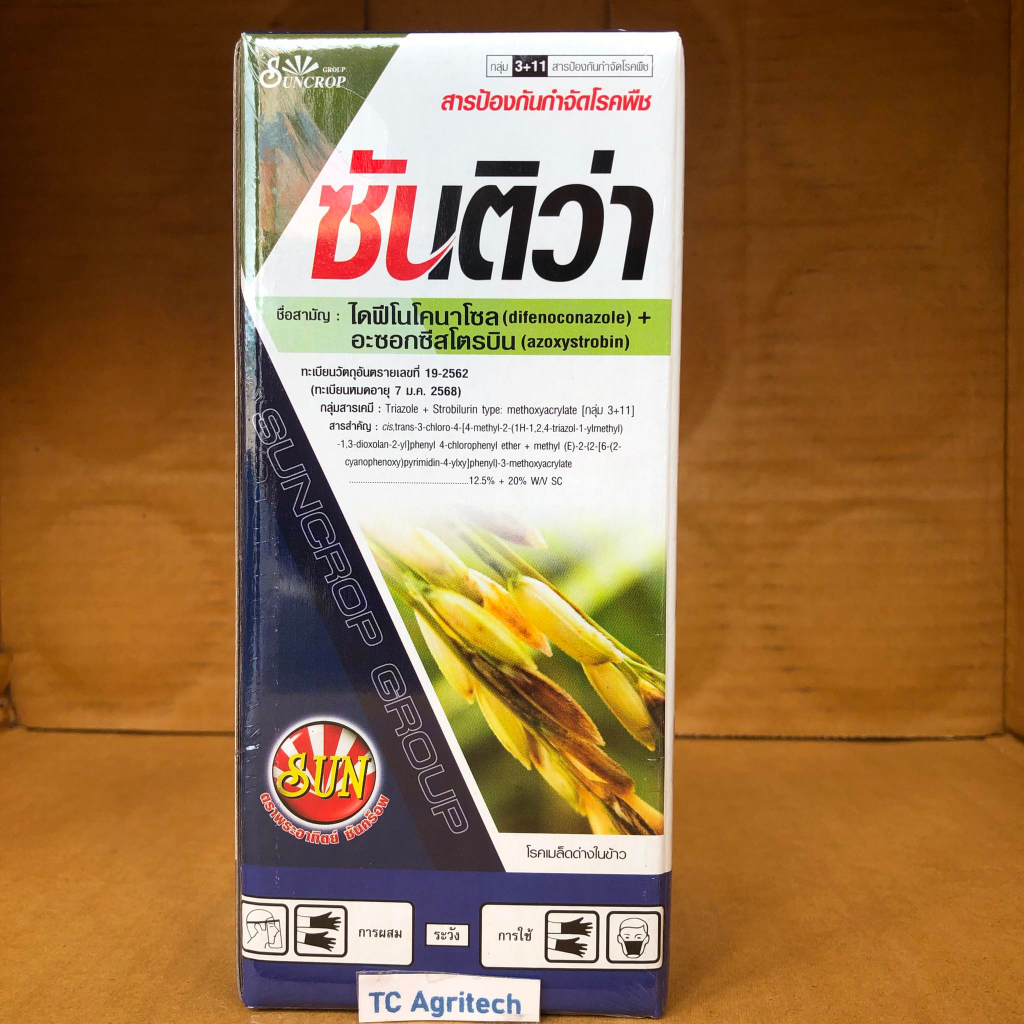 SUNCROP GROUP
กลุ่ม 3+11 สารป้องกันกำจัดโรคพืช
สารป้องกันกำจัดโรคพืช
ซันติว่า
ชื่อสามัญ : ไดฟีโนโคนาโซล (difenoconazole) +
อะซอกซีสโตรบิน (azoxystrobin)
ทะเบียนวัตถุอันตรายเลขที่ 19-2562
(ทะเบียนหมดอายุ 7 ม.ค. 2568)
กลุ่มสารเคมี : Triazole + Strobilurin type: methoxyacrylate [กลุ่ม 3+11]
สารสำคัญ : cis,trans-3-chloro-4-[4-methyl-2-(1H-1,2,4-triazol-1-ylmethyl)
-1,3-dioxolan-2-yl]phenyl 4-chlorophenyl ether + methyl (E)-2-{2-[6-(2-
cyanophenoxy)pyrimidin-4-ylxy]phenyl}-3-methoxyacrylate
..................................................12.5% + 20% W/V SC
SUNCROP GROUP
SUN
ตราพระอาทิตย์ ซันครอพ
โรคเมล็ดด่างในข้าว
การผสม
ระวัง
การใช้
TC Agritech